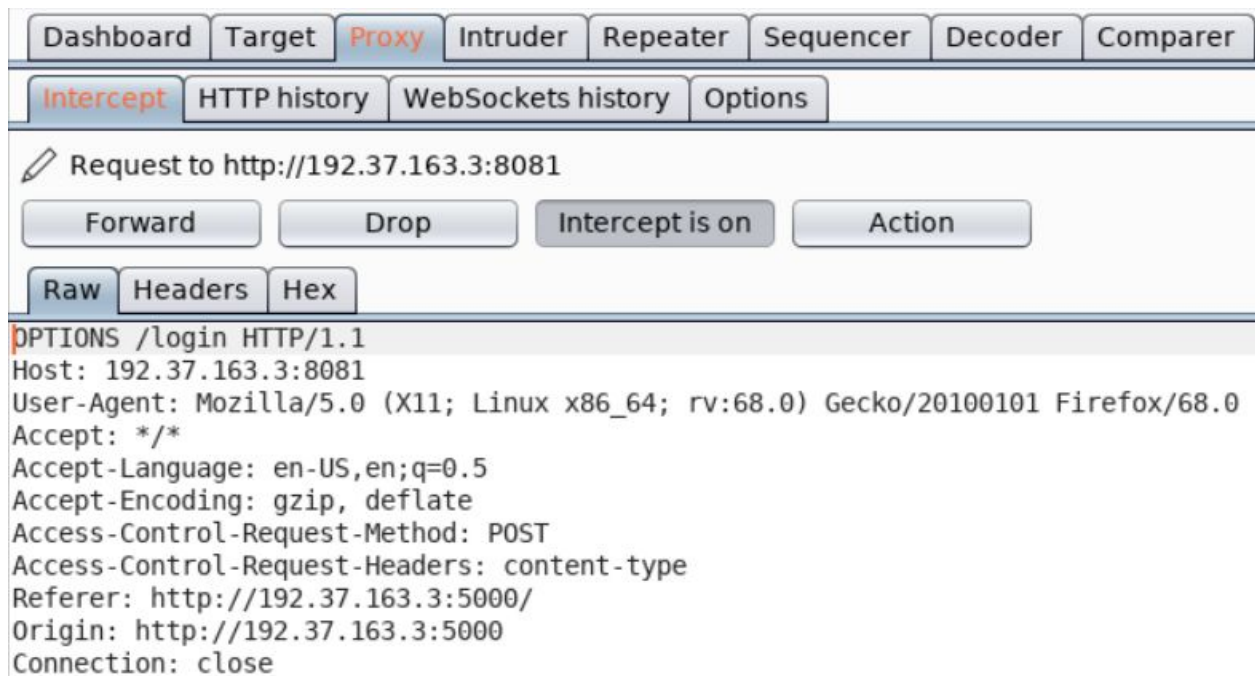 Dashboard Target Proxy Intruder Repeater Sequencer Decoder Comparer
Intercept HTTP history WebSockets history Options
Request to http://192.37.163.3:8081
Forward Drop Intercept is on Action
Raw Headers Hex
OPTIONS /login HTTP/1.1
Host: 192.37.163.3:8081
User-Agent: Mozilla/5.0 (X11; Linux x86_64; rv:68.0) Gecko/20100101 Firefox/68.0
Accept: */*
Accept-Language: en-US,en;q=0.5
Accept-Encoding: gzip, deflate
Access-Control-Request-Method: POST
Access-Control-Request-Headers: content-type
Referer: http://192.37.163.3:5000/
Origin: http://192.37.163.3:5000
Connection: close